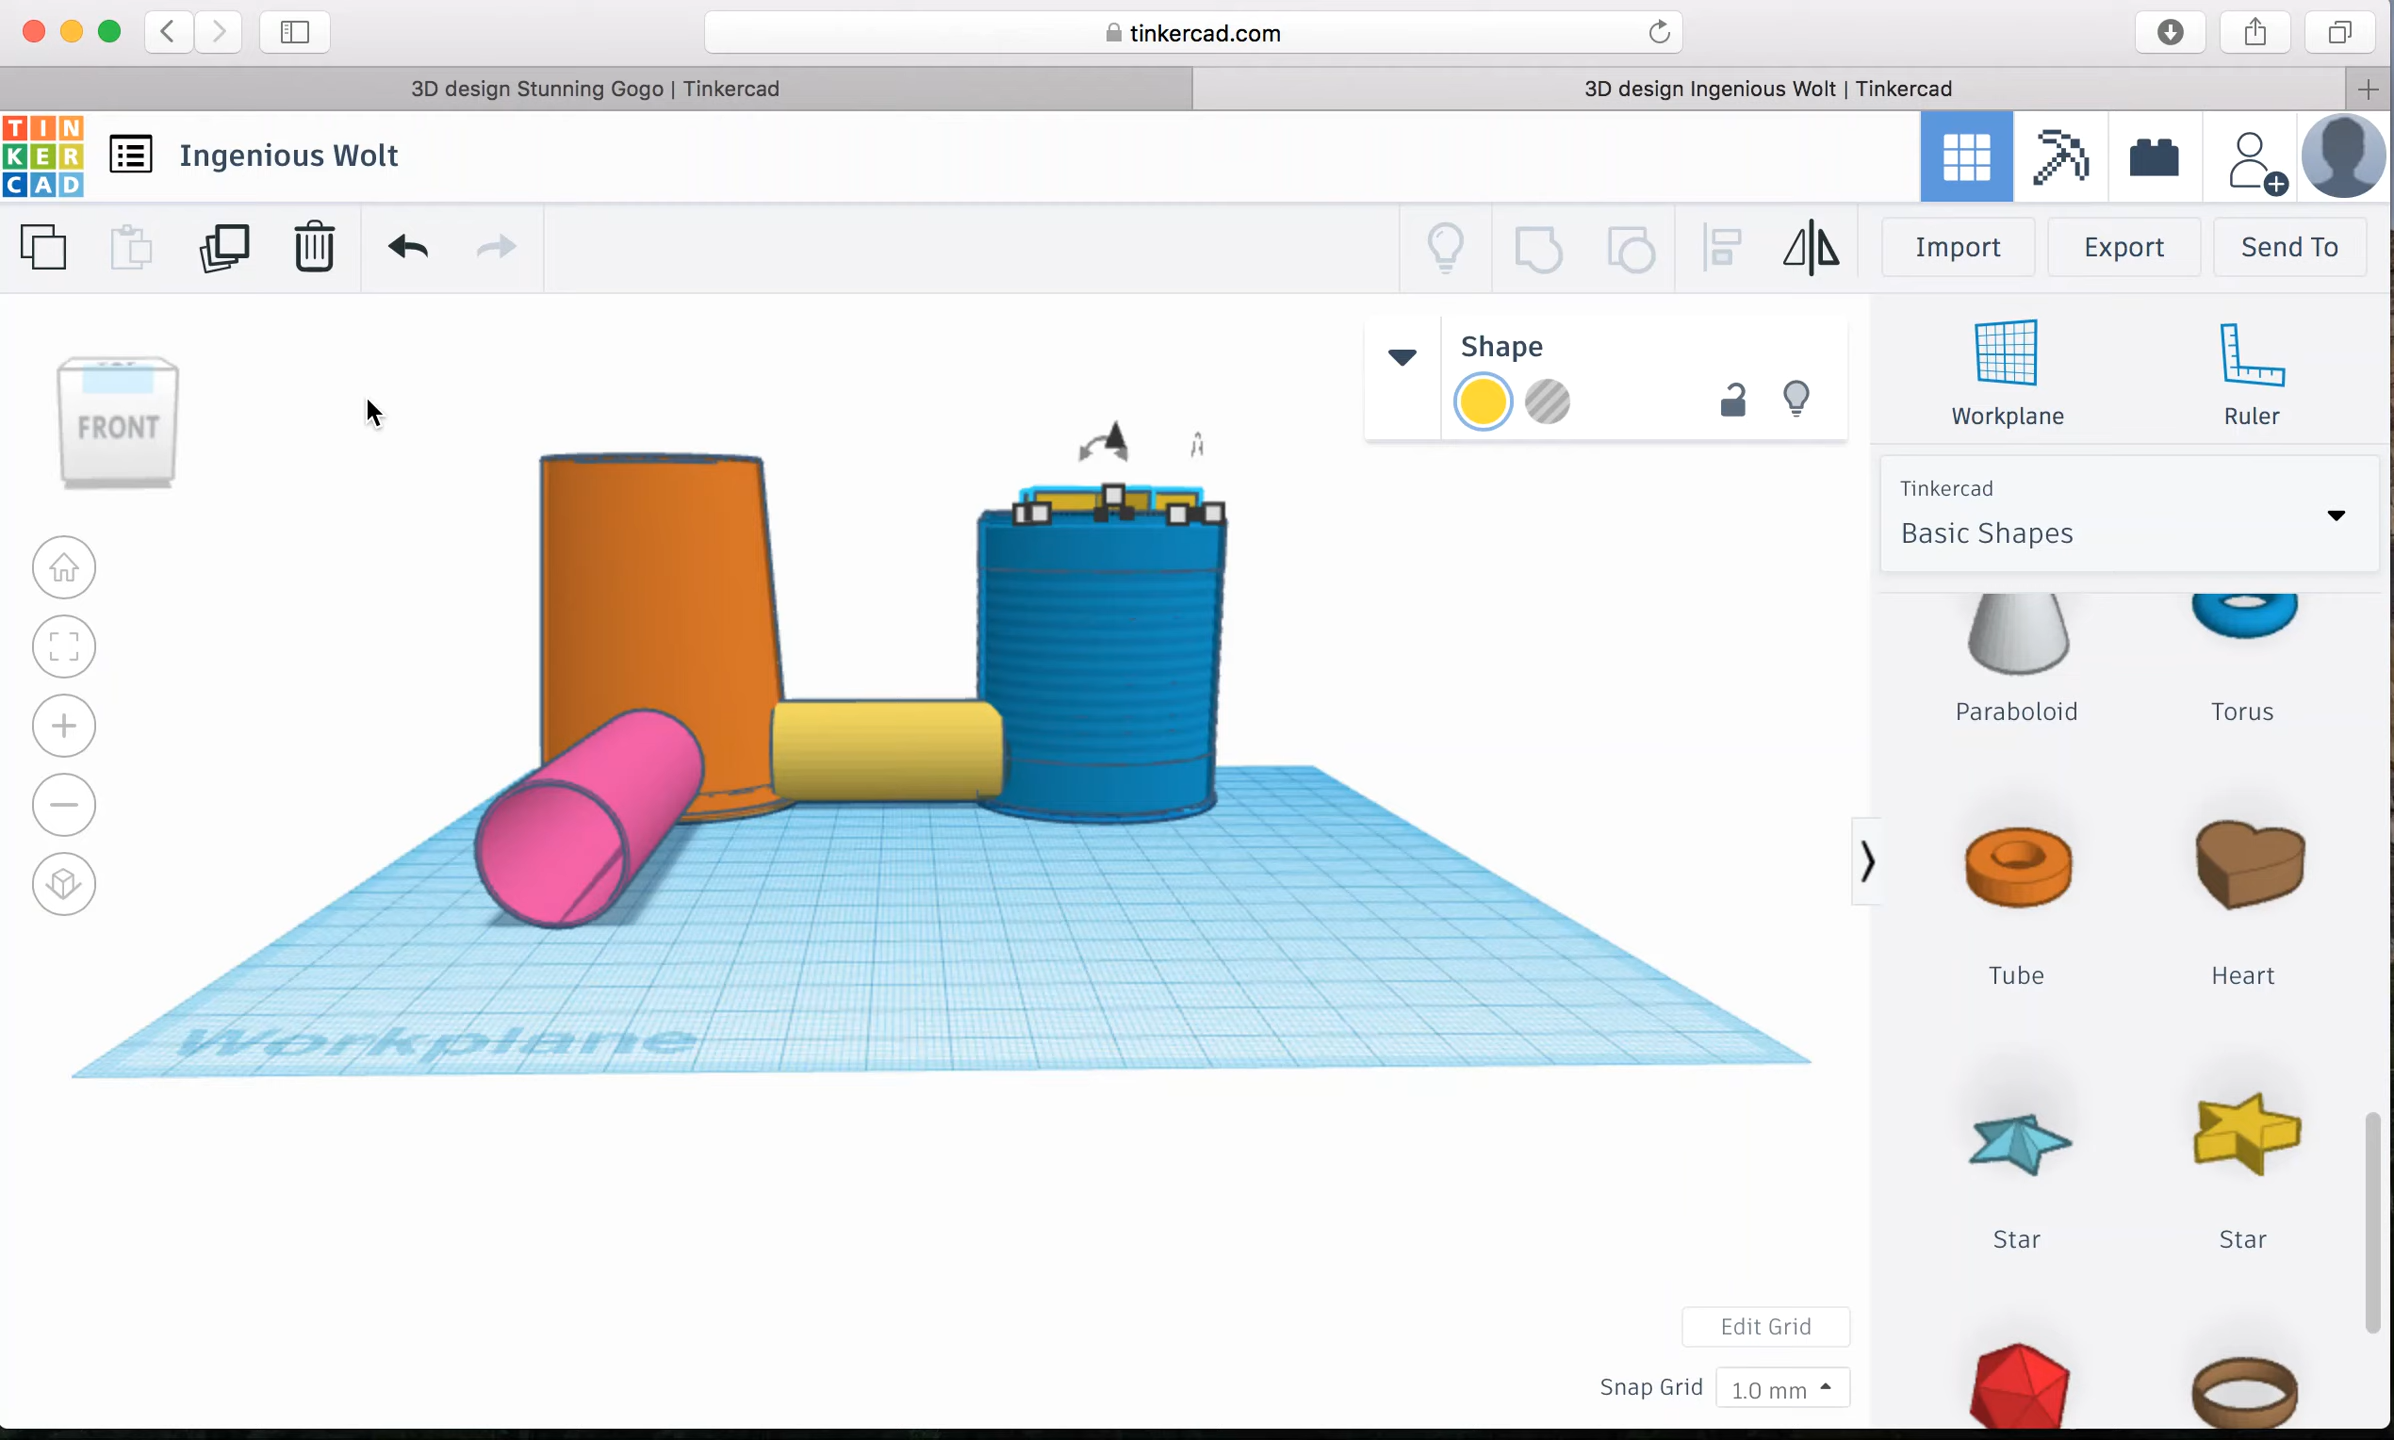 tinkercad.com
3D design Stunning Gogo | Tinkercad
3D design Ingenious Wolt | Tinkercad
+
TIN
KER
CAD
Ingenious Wolt
Import
Export
Send To
FRONT
Shape
Workplane
Ruler
Tinkercad
Basic Shapes
Paraboloid
Torus
Tube
Heart
Star
Star
Workplane
Edit Grid
Snap Grid
1.0 mm